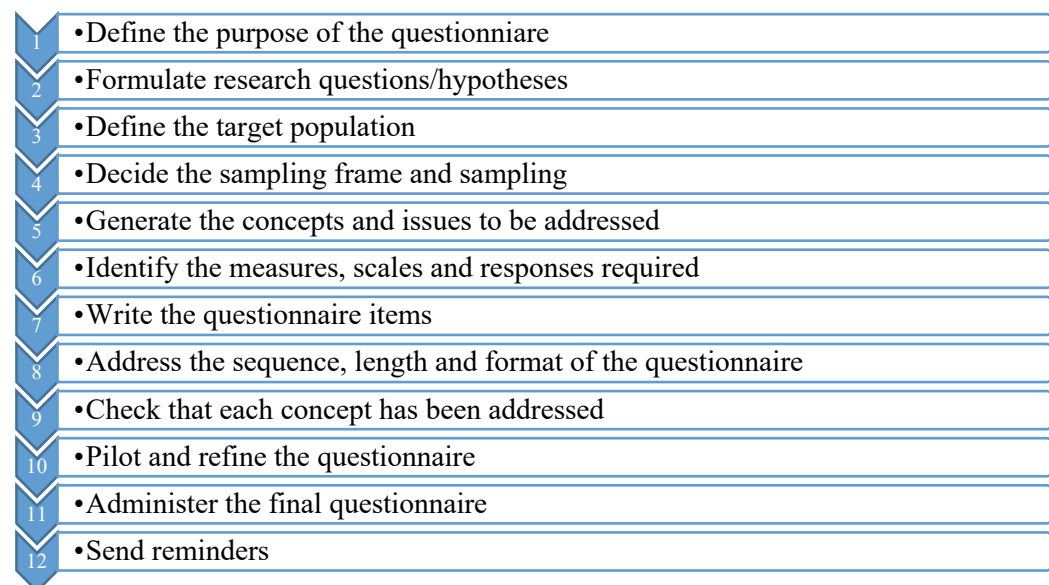 1 •Define the purpose of the questionniare
2 •Formulate research questions/hypotheses
3 •Define the target population
4 •Decide the sampling frame and sampling
5 •Generate the concepts and issues to be addressed
6 •Identify the measures, scales and responses required
7 •Write the questionnaire items
8 •Address the sequence, length and format of the questionnaire
9 •Check that each concept has been addressed
10 •Pilot and refine the questionnaire
11 •Administer the final questionnaire
12 •Send reminders